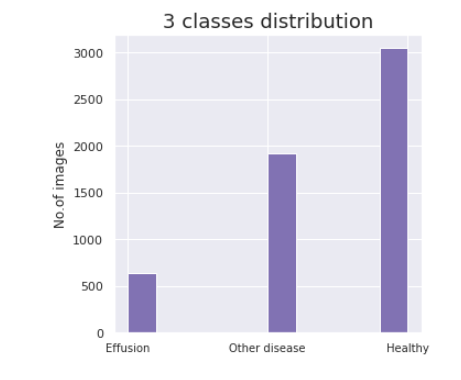 3 classes distribution
No.of images
3000
2500
2000
1500
1000
500
0
Effusion Other disease Healthy